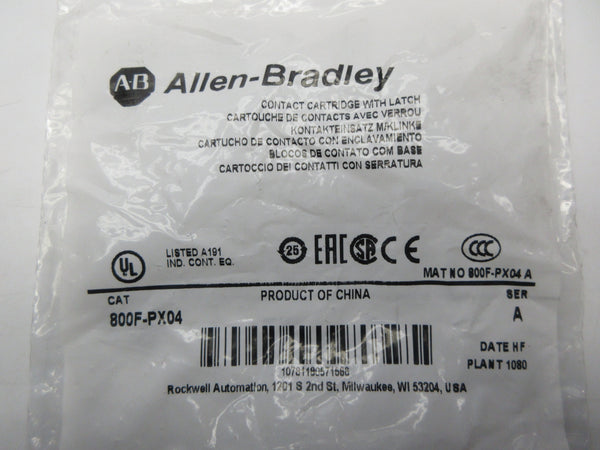 A·B Allen-Bradley
CONTACT CARTRIDGE WITH LATCH
CARTOUCHE DE CONTACTS AVEC VERROU
KONTAKTEINSATZ M/KLINKE
CARTUCHO DE CONTACTO CON ENCLAVAMIENTO
BLOCOS DE CONTATO COM BASE
CARTOCCIO DEI CONTATTI CON SERRATURA
UL LISTED A191
IND. CONT. EQ.
25 EAC SA CE CCC
MAT NO 800F-PX04 A
CAT PRODUCT OF CHINA SER
800F-PX04 A
DATE HF
PLANT 1080
Rockwell Automation, 1201 S 2nd St, Milwaukee, WI 53204, USA